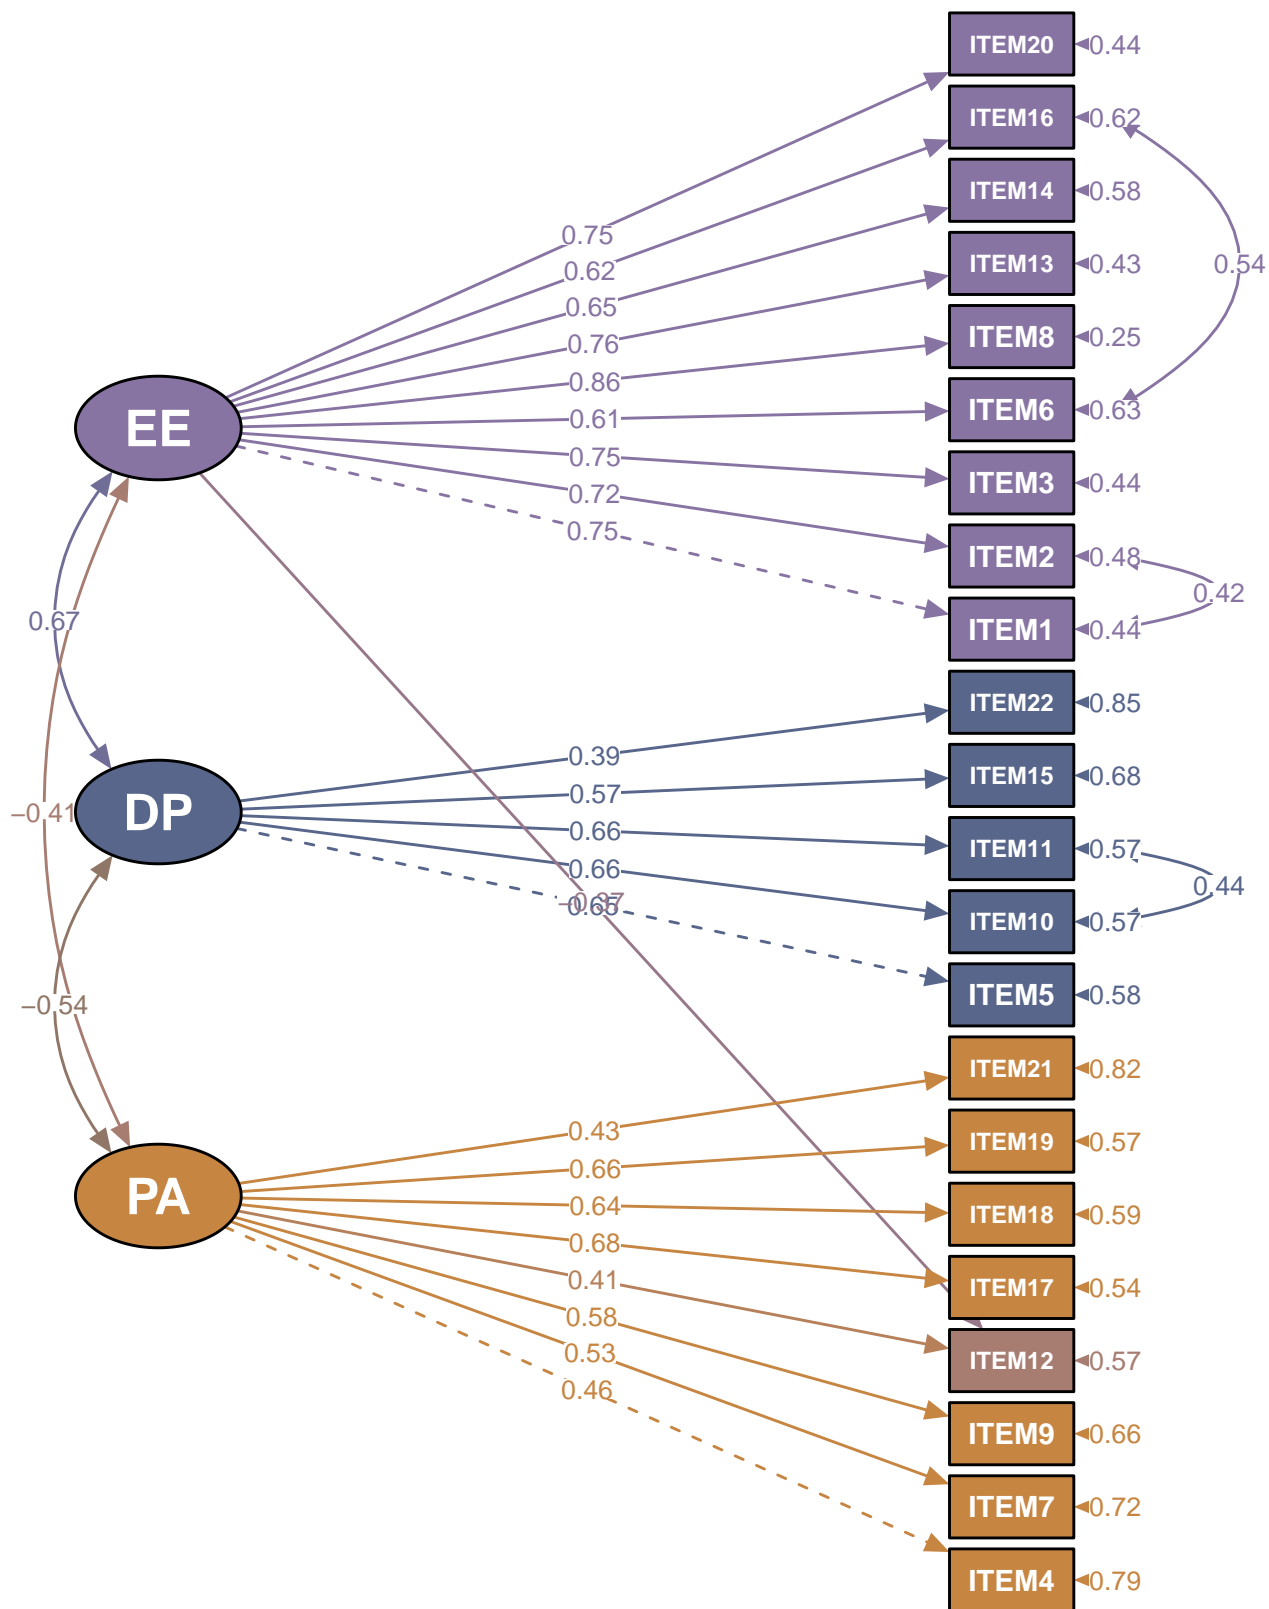 ITEM20 0.44
ITEM16 0.62
ITEM14 0.58
0.75
ITEM13 0.43
0.54
0.62
0.65
ITEM8 0.25
0.76
0.86
ITEM6 0.63
0.61
EE
0.75
ITEM3 0.44
0.72
0.75
ITEM2 0.48
0.42
0.67
ITEM1 0.44
ITEM22 0.85
0.39
ITEM15 0.68
0.57
−0.41
DP
0.66
ITEM11 0.57
0.66
0.44
−0.37
0.65
ITEM10 0.57
ITEM5 0.58
−0.54
ITEM21 0.82
0.43
ITEM19 0.57
0.66
PA
0.64
ITEM18 0.59
0.68
0.41
ITEM17 0.54
0.58
0.53
ITEM12 0.57
0.46
ITEM9 0.66
ITEM7 0.72
ITEM4 0.79